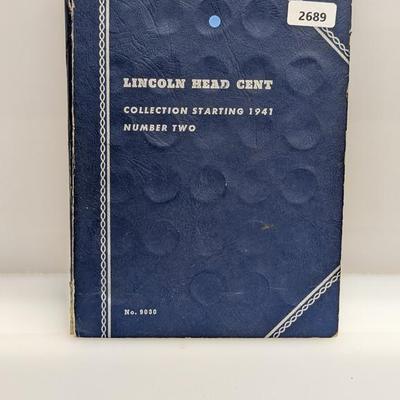 2689
LINCOLN HEAD CENT
COLLECTION STARTING 1941
NUMBER TWO
No. 9030